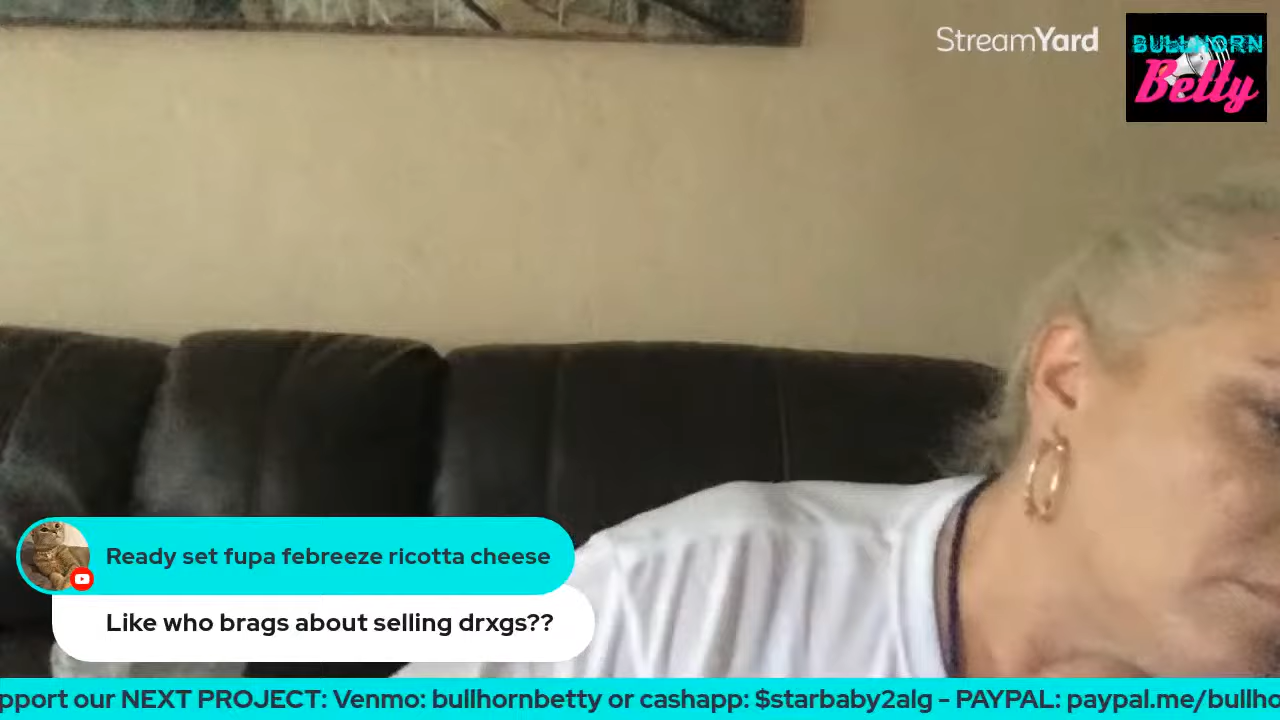 StreamYard
BULLHORN
Betty
Ready set fupa febreeze ricotta cheese
Like who brags about selling drxgs??
pport our NEXT PROJECT: Venmo: bullhornbetty or cashapp: $starbaby2alg - PAYPAL: paypal.me/bullho